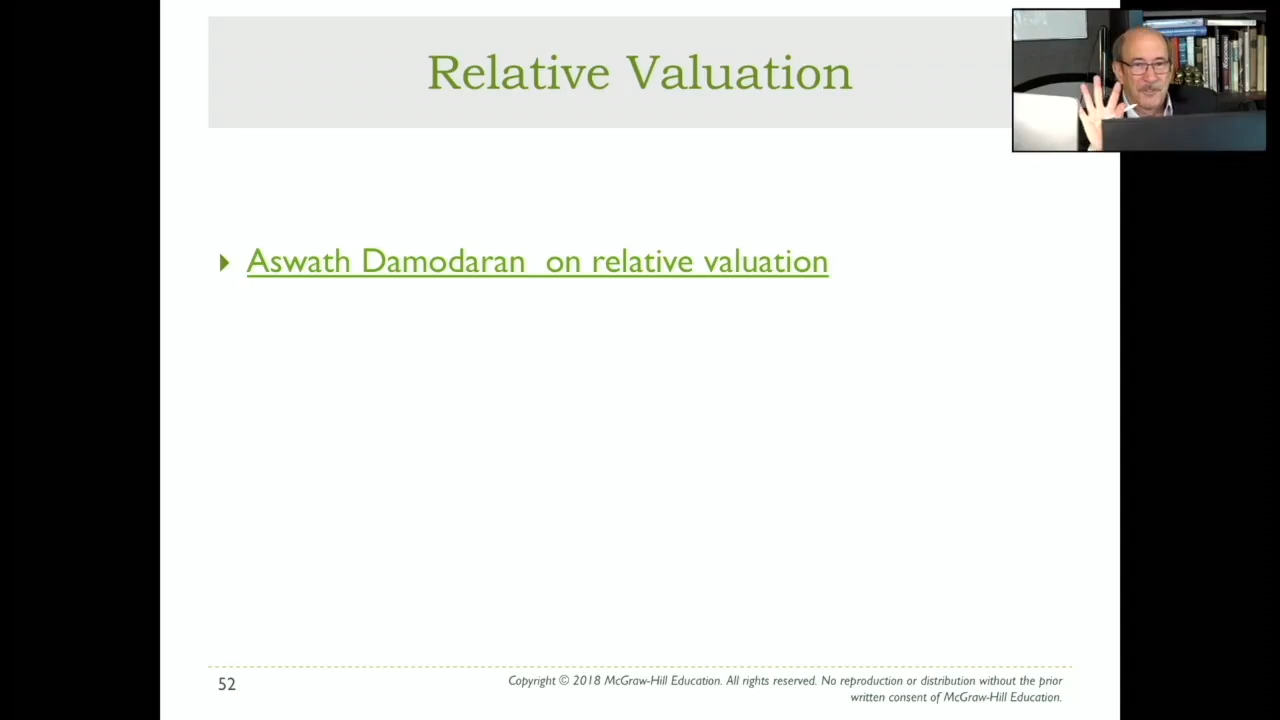 Relative Valuation
Aswath Damodaran on relative valuation
52
Copyright © 2018 McGraw-Hill Education. All rights reserved. No reproduction or distribution without the prior
written consent of McGraw-Hill Education.